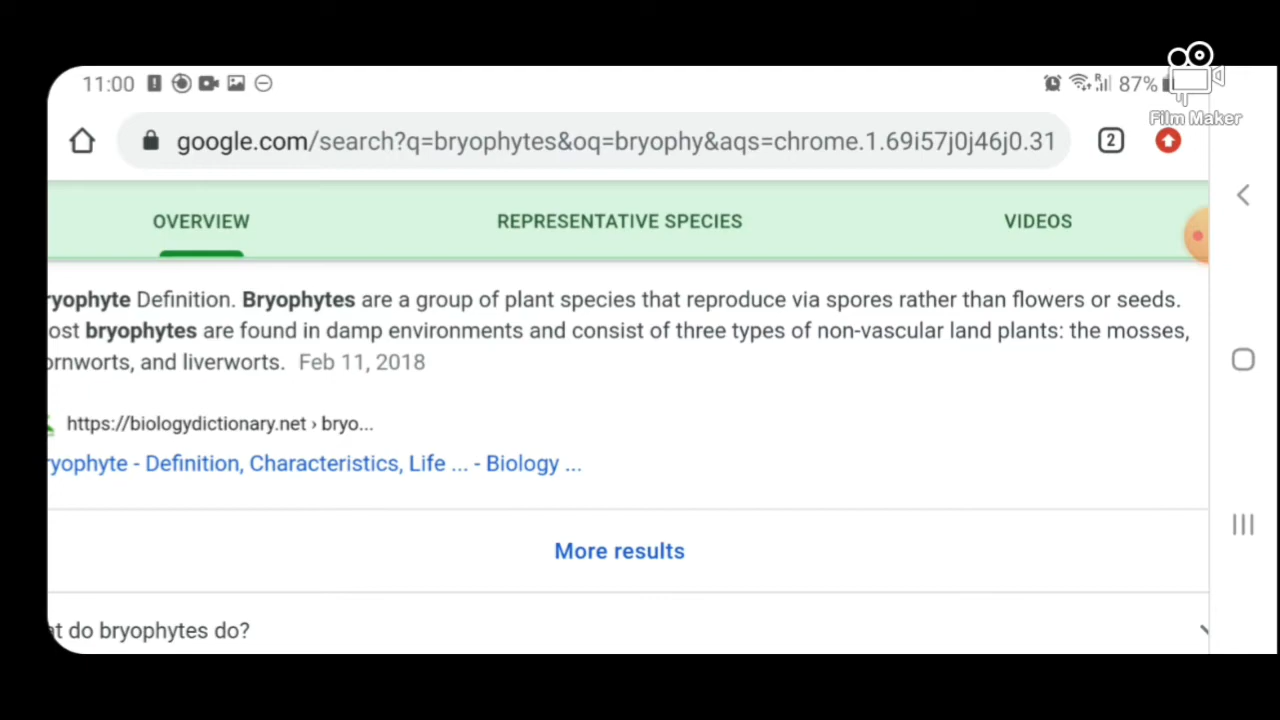 11:00
R 87%
Film Maker
google.com/search?q=bryophytes&oq=bryophy&aqs=chrome.1.69i57j0j46j0.31
2
OVERVIEW REPRESENTATIVE SPECIES VIDEOS
ryophyte Definition. Bryophytes are a group of plant species that reproduce via spores rather than flowers or seeds.
ost bryophytes are found in damp environments and consist of three types of non-vascular land plants: the mosses,
ornworts, and liverworts. Feb 11, 2018
https://biologydictionary.net › bryo...
ryophyte - Definition, Characteristics, Life ... - Biology ...
More results
at do bryophytes do?